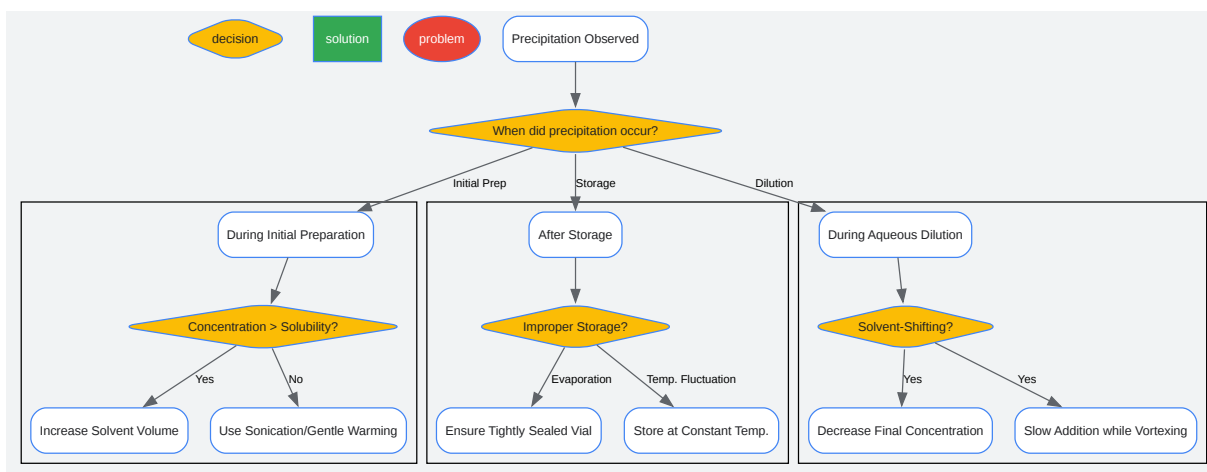 decision
solution
problem
Precipitation Observed
When did precipitation occur?
Initial Prep
Storage
Dilution
During Initial Preparation
After Storage
During Aqueous Dilution
Concentration > Solubility?
Improper Storage?
Solvent-Shifting?
Yes
No
Evaporation
Temp. Fluctuation
Yes
Yes
Increase Solvent Volume
Use Sonication/Gentle Warming
Ensure Tightly Sealed Vial
Store at Constant Temp.
Decrease Final Concentration
Slow Addition while Vortexing